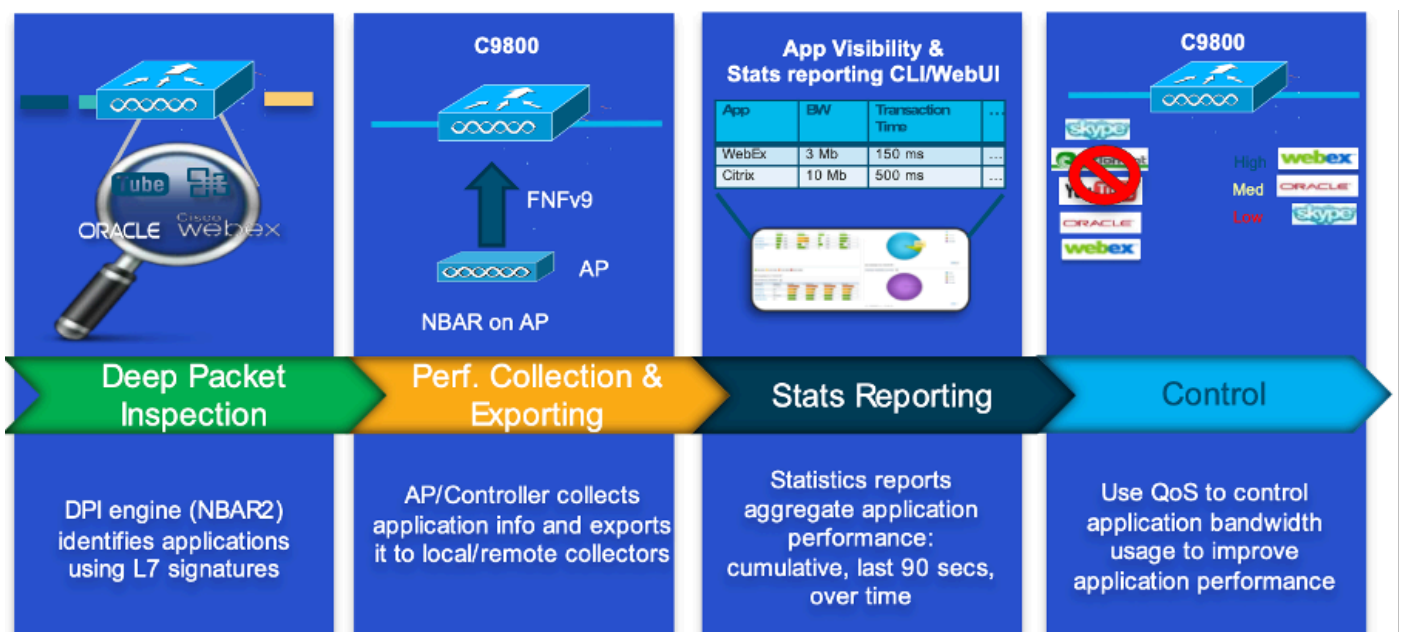 Tube
ORACLE
Cisco
webex
Deep Packet
Inspection
DPI engine (NBAR2)
identifies applications
using L7 signatures
C9800
FNFv9
AP
NBAR on AP
Perf. Collection &
Exporting
AP/Controller collects
application info and exports
it to local/remote collectors
App Visibility &
Stats reporting CLI/WebUI
App BW Transaction Time ...
WebEx 3 Mb 150 ms ...
Citrix 10 Mb 500 ms ...
Stats Reporting
Statistics reports
aggregate application
performance:
cumulative, last 90 secs,
over time
C9800
skype
ORACLE
webex
High webex
Med ORACLE
Low skype
Control
Use QoS to control
application bandwidth
usage to improve
application performance